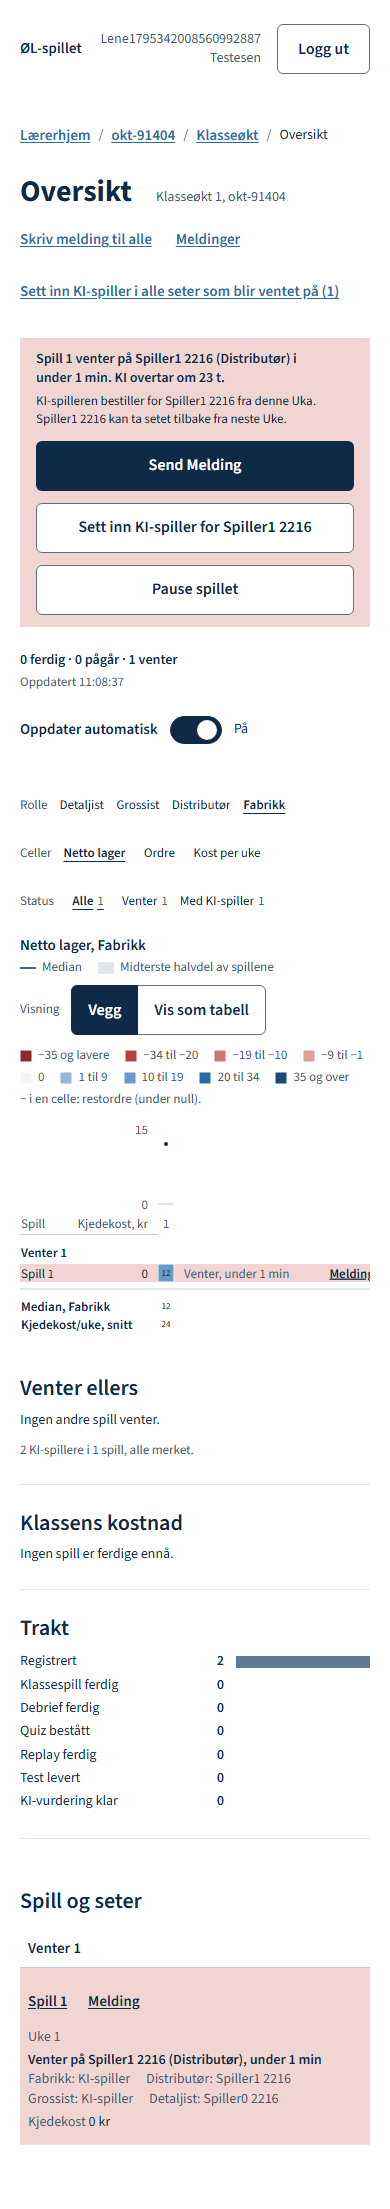 ØL-spillet
Lene1795342008560992887
Testesen
Logg ut
Lærerhjem / okt-91404 / Klasseøkt / Oversikt
Oversikt Klasseøkt 1, okt-91404
Skriv melding til alle Meldinger
Sett inn KI-spiller i alle seter som blir ventet på (1)
Spill 1 venter på Spiller1 2216 (Distributør) i
under 1 min. KI overtar om 23 t.
KI-spilleren bestiller for Spiller1 2216 fra denne Uka.
Spiller1 2216 kan ta setet tilbake fra neste Uke.
Send Melding
Sett inn KI-spiller for Spiller1 2216
Pause spillet
0 ferdig · 0 pågår · 1 venter
Oppdatert 11:08:37
Oppdater automatisk På
Rolle Detaljist Grossist Distributør Fabrikk
Celler Netto lager Ordre Kost per uke
Status Alle 1 Venter 1 Med KI-spiller 1
Netto lager, Fabrikk
Median Midterste halvdel av spillene
Visning Vegg Vis som tabell
−35 og lavere −34 til −20 −19 til −10 −9 til −1
0 1 til 9 10 til 19 20 til 34 35 og over
− i en celle: restordre (under null).
15
0
Spill Kjedekost, kr 1
Venter 1
Spill 1 0 12 Venter, under 1 min Melding
Median, Fabrikk 12
Kjedekost/uke, snitt 24
Venter ellers
Ingen andre spill venter.
2 KI-spillere i 1 spill, alle merket.
Klassens kostnad
Ingen spill er ferdige ennå.
Trakt
Registrert 2
Klassespill ferdig 0
Debrief ferdig 0
Quiz bestått 0
Replay ferdig 0
Test levert 0
KI-vurdering klar 0
Spill og seter
Venter 1
Spill 1 Melding
Uke 1
Venter på Spiller1 2216 (Distributør), under 1 min
Fabrikk: KI-spiller Distributør: Spiller1 2216
Grossist: KI-spiller Detaljist: Spiller0 2216
Kjedekost 0 kr